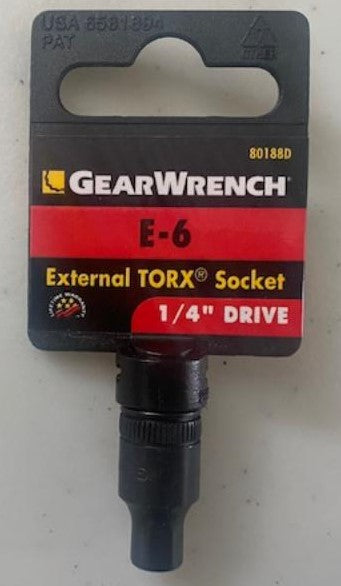 USA 6581894
PAT
80188D
GEARWRENCH
E-6
External TORX® Socket
1/4" DRIVE